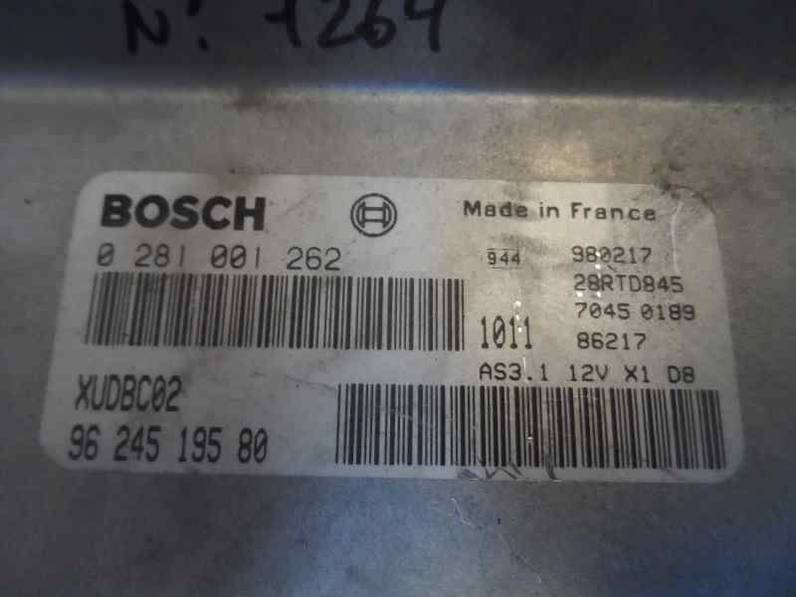 N: 1264
BOSCH
Made in France
0 281 001 262
944
980217
28RTD845
7045 0189
1011
86217
AS3.1 12V X1 D8
XUDBC02
96 245 195 80